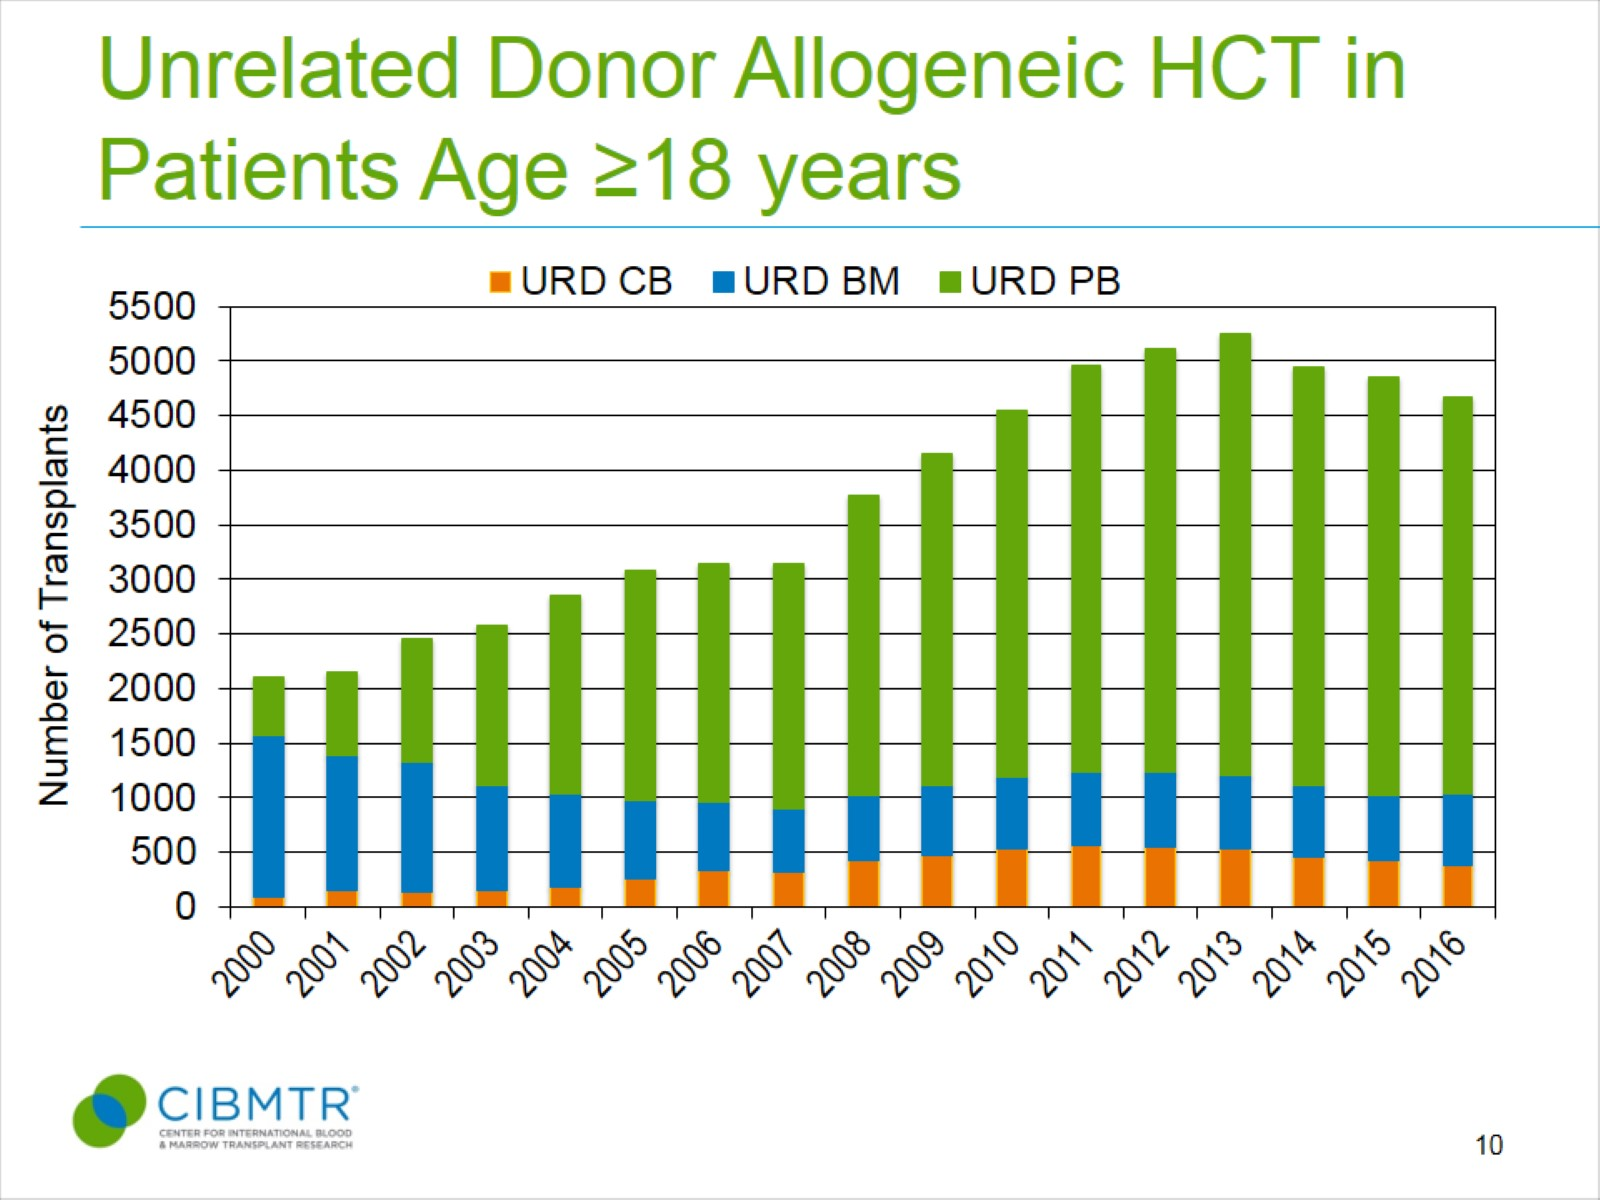 Unrelated Donor Allogeneic HCT in
Patients Age ≥18 years
URD CB URD BM URD PB
Number of Transplants
5500
5000
4500
4000
3500
3000
2500
2000
1500
1000
500
0
2000 2001 2002 2003 2004 2005 2006 2007 2008 2009 2010 2011 2012 2013 2014 2015 2016
CIBMTR®
CENTER FOR INTERNATIONAL BLOOD
& MARROW TRANSPLANT RESEARCH
10